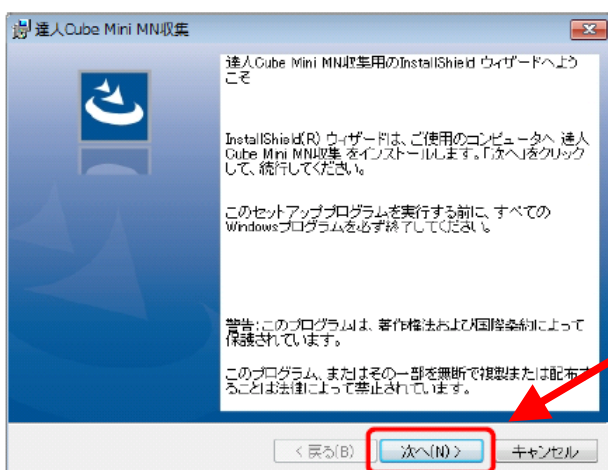 達人Cube Mini MN収集
達人Cube Mini MN収集用のInstallShield ウィザードへよう
こそ
InstallShield(R) ウィザードは、ご使用のコンピュータへ 達人
Cube Mini MN収集 をインストールします。「次へ」をクリック
して、続行してください。
このセットアッププログラムを実行する前に、すべての
Windowsプログラムを必ず終了してください。
警告:このプログラムは、著作権法および国際条約によって
保護されています。
このプログラム、またはその一部を無断で複製または配布す
ることは法律によって禁止されています。
< 戻る(B)
次へ(N) >
キャンセル